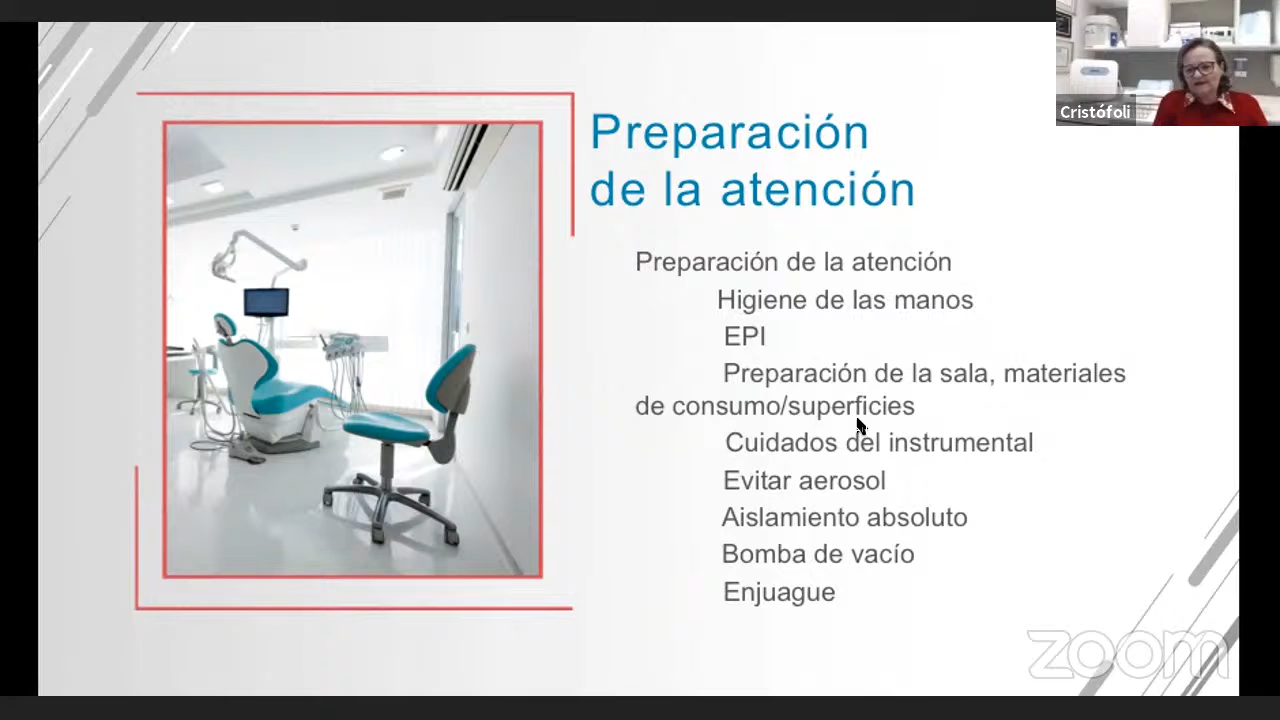 Cristófoli
Preparación
de la atención
Preparación de la atención
Higiene de las manos
EPI
Preparación de la sala, materiales
de consumo/superficies
Cuidados del instrumental
Evitar aerosol
Aislamiento absoluto
Bomba de vacío
Enjuague
zoom